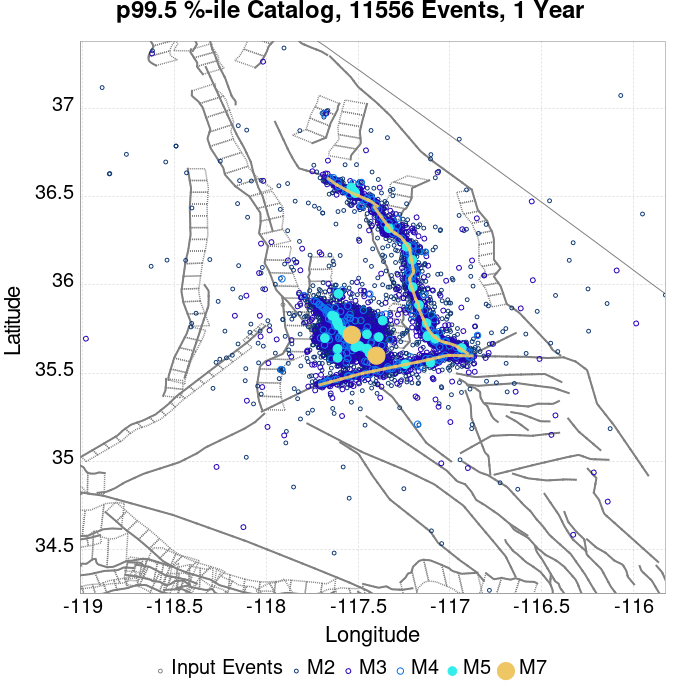 p99.5 %-ile Catalog, 11556 Events, 1 Year
37
36.5
36
35.5
35
34.5
Latitude
-119 -118.5 -118 -117.5 -117 -116.5 -116
Longitude
Input Events M2 M3 M4 M5 M7